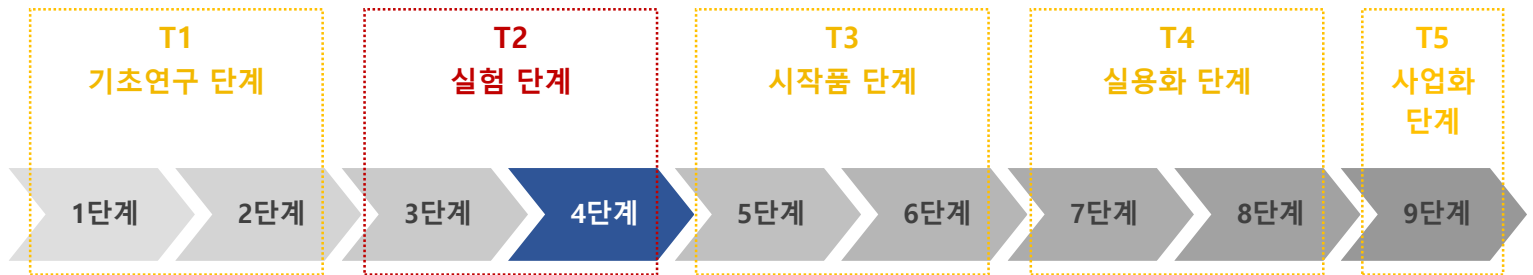 T1
기초연구 단계
T2
실험 단계
T3
시작품 단계
T4
실용화 단계
T5
사업화
단계
1단계
2단계
3단계
4단계
5단계
6단계
7단계
8단계
9단계